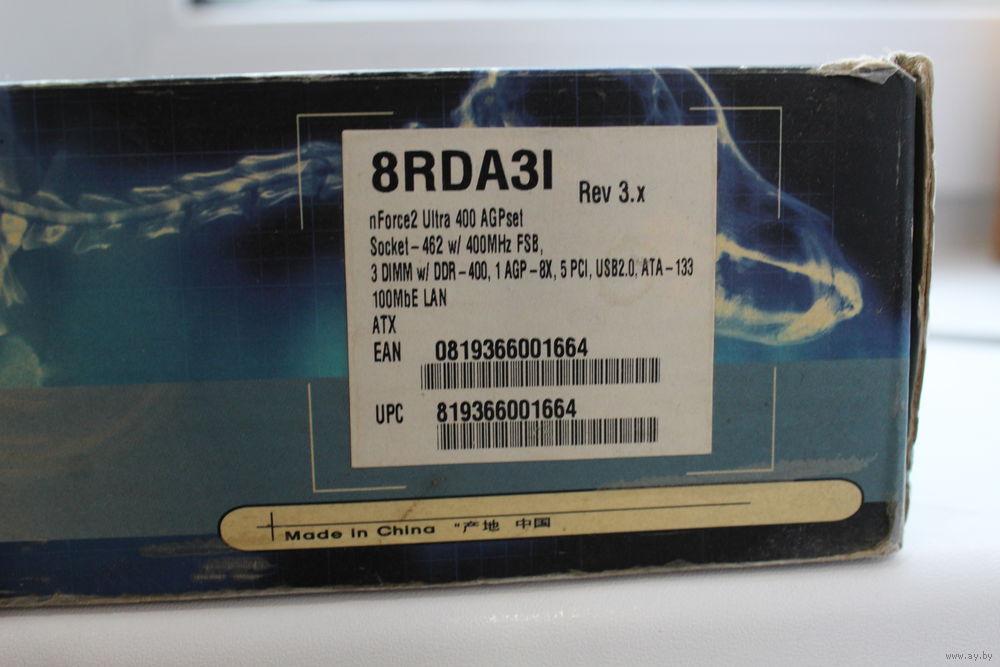 8RDA3I Rev 3.x
nForce2 Ultra 400 AGPset
Socket-462 w/ 400MHz FSB,
3 DIMM w/ DDR-400, 1 AGP-8X, 5 PCI, USB2.0, ATA-133
100MbE LAN
ATX
EAN 0819366001664
UPC 819366001664
Made in China "产地 中国
www.ay.by